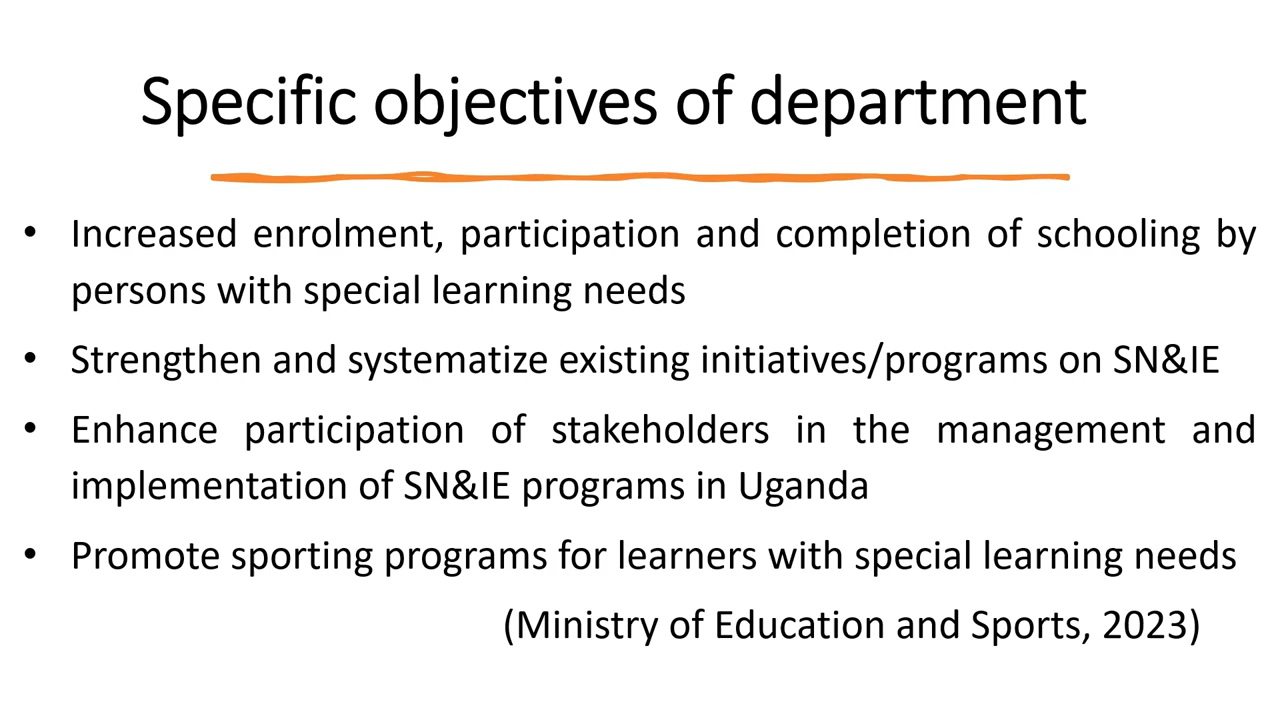 Specific objectives of department
• Increased enrolment, participation and completion of schooling by
persons with special learning needs
• Strengthen and systematize existing initiatives/programs on SN&IE
• Enhance participation of stakeholders in the management and
implementation of SN&IE programs in Uganda
• Promote sporting programs for learners with special learning needs
(Ministry of Education and Sports, 2023)